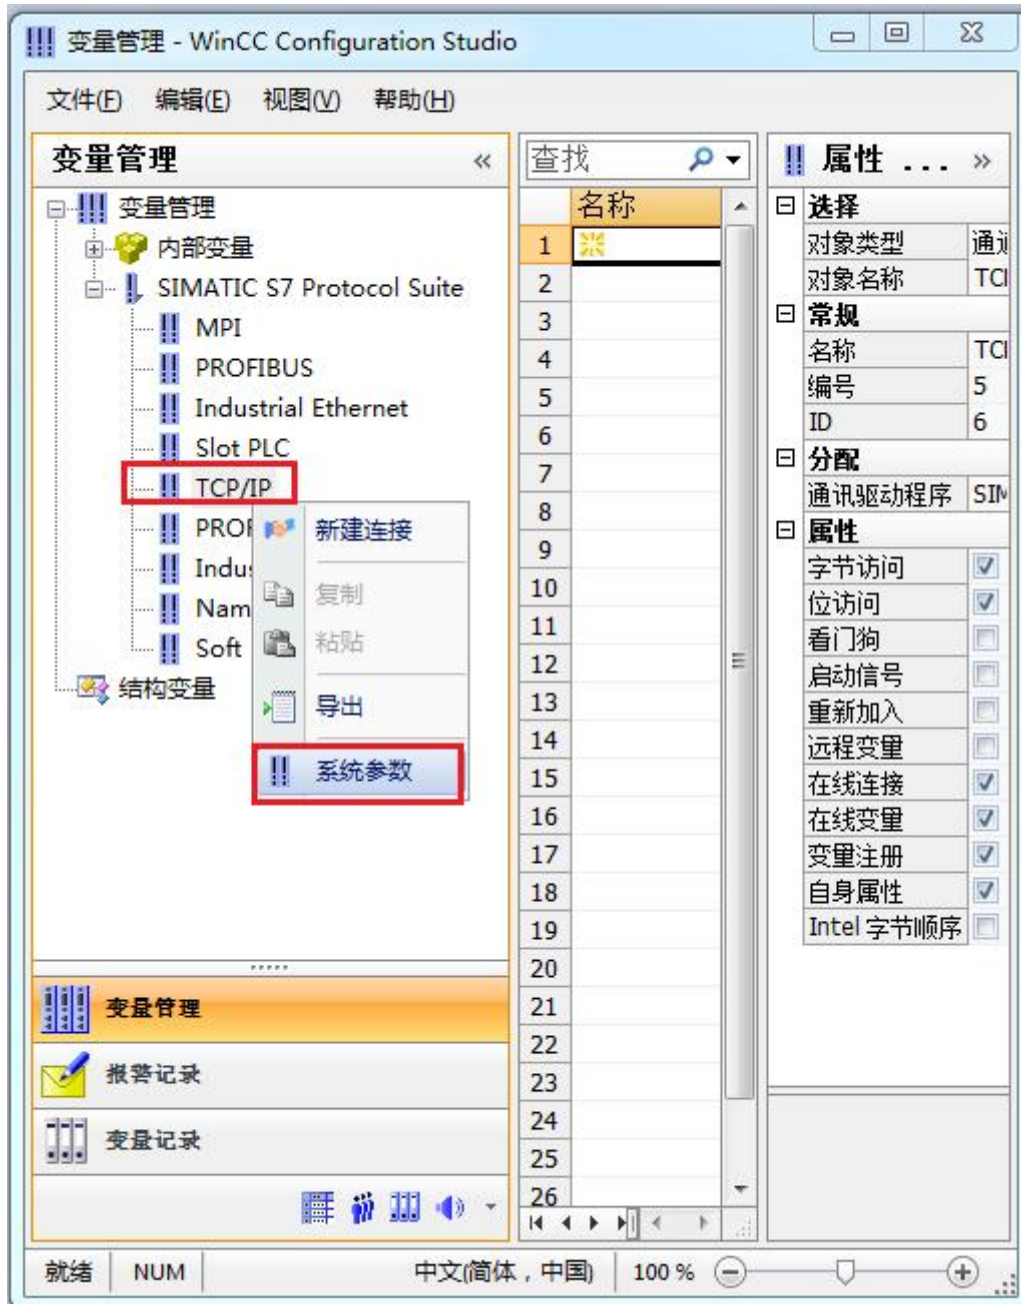 变量管理 - WinCC Configuration Studio
文件(F) 编辑(E) 视图(V) 帮助(H)
变量管理 «
变量管理
内部变量
SIMATIC S7 Protocol Suite
MPI
PROFIBUS
Industrial Ethernet
Slot PLC
TCP/IP
PROF
Indus
Nam
Soft
结构变量
新建连接
复制
粘贴
导出
系统参数
变量管理
报警记录
变量记录
查找
名称
1
2
3
4
5
6
7
8
9
10
11
12
13
14
15
16
17
18
19
20
21
22
23
24
25
26
属性 ... »
选择
对象类型 通讯
对象名称 TCI
常规
名称 TCI
编号 5
ID 6
分配
通讯驱动程序 SIM
属性
字节访问
位访问
看门狗
启动信号
重新加入
远程变量
在线连接
在线变量
变量注册
自身属性
Intel 字节顺序
就绪 NUM 中文(简体，中国) 100 %